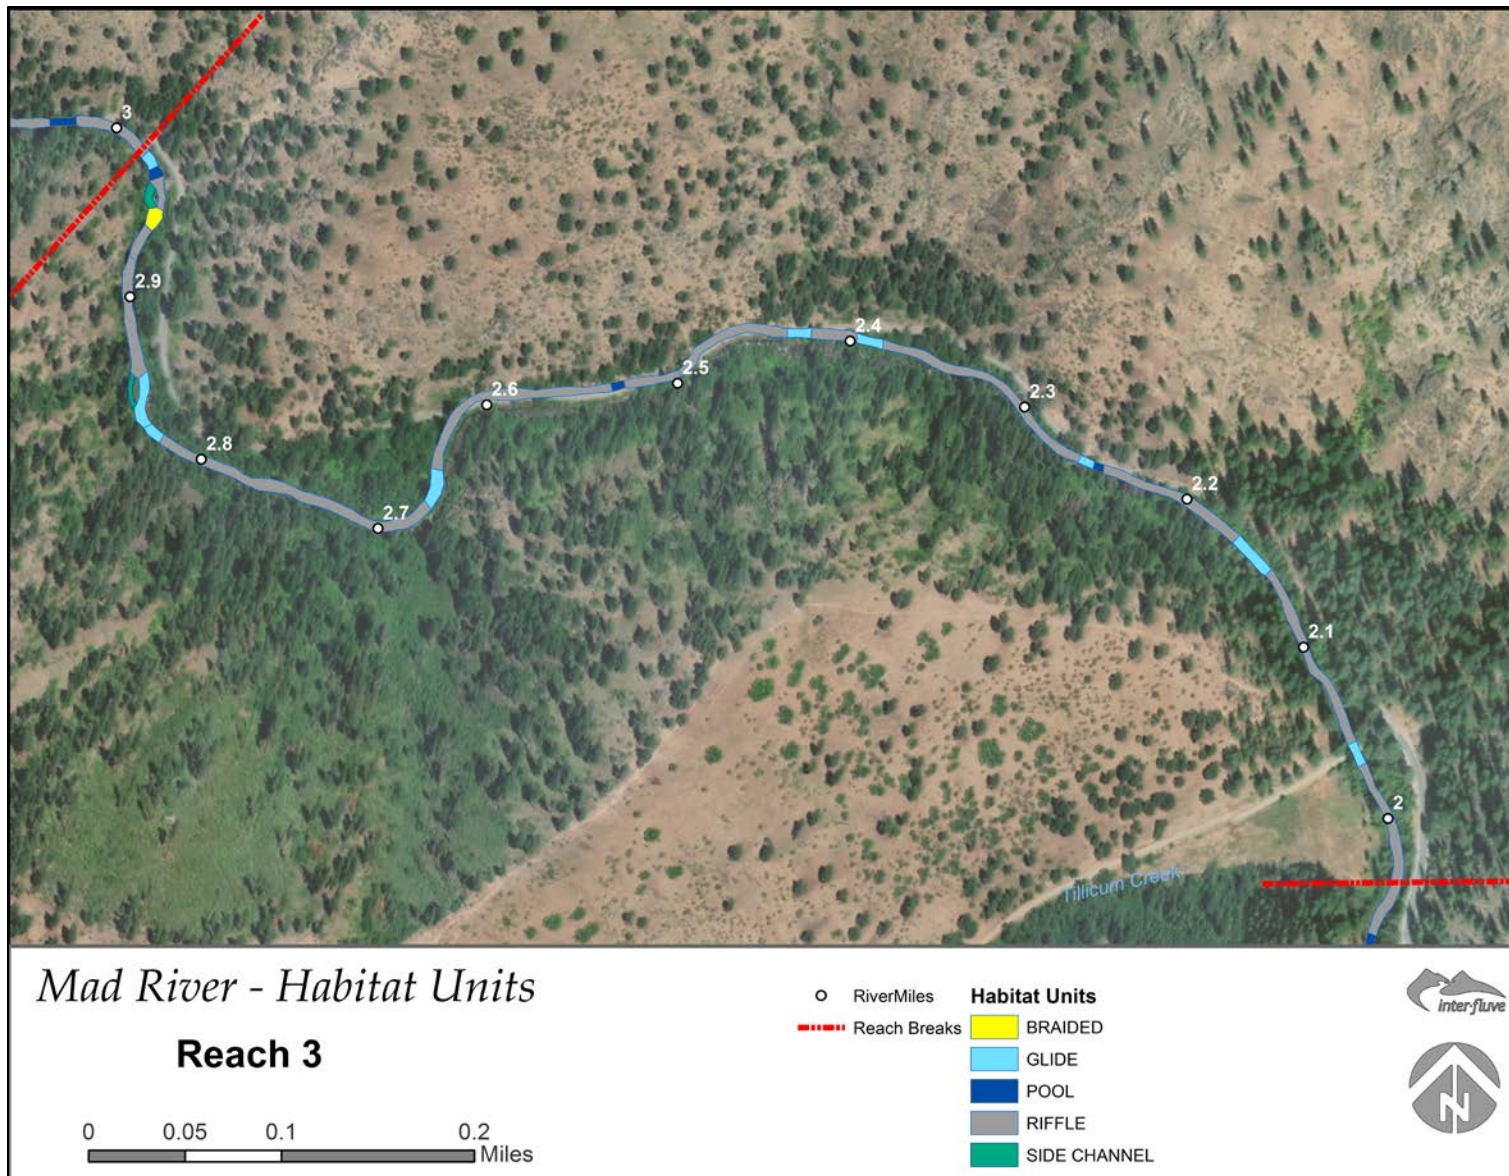 3
2.9
2.8
2.7
2.6
2.5
2.4
2.3
2.2
2.1
2
Tillicum Creek
Mad River - Habitat Units
Reach 3
0 0.05 0.1 0.2
Miles
RiverMiles
Reach Breaks
Habitat Units
BRAIDED
GLIDE
POOL
RIFFLE
SIDE CHANNEL
inter-fluve
N